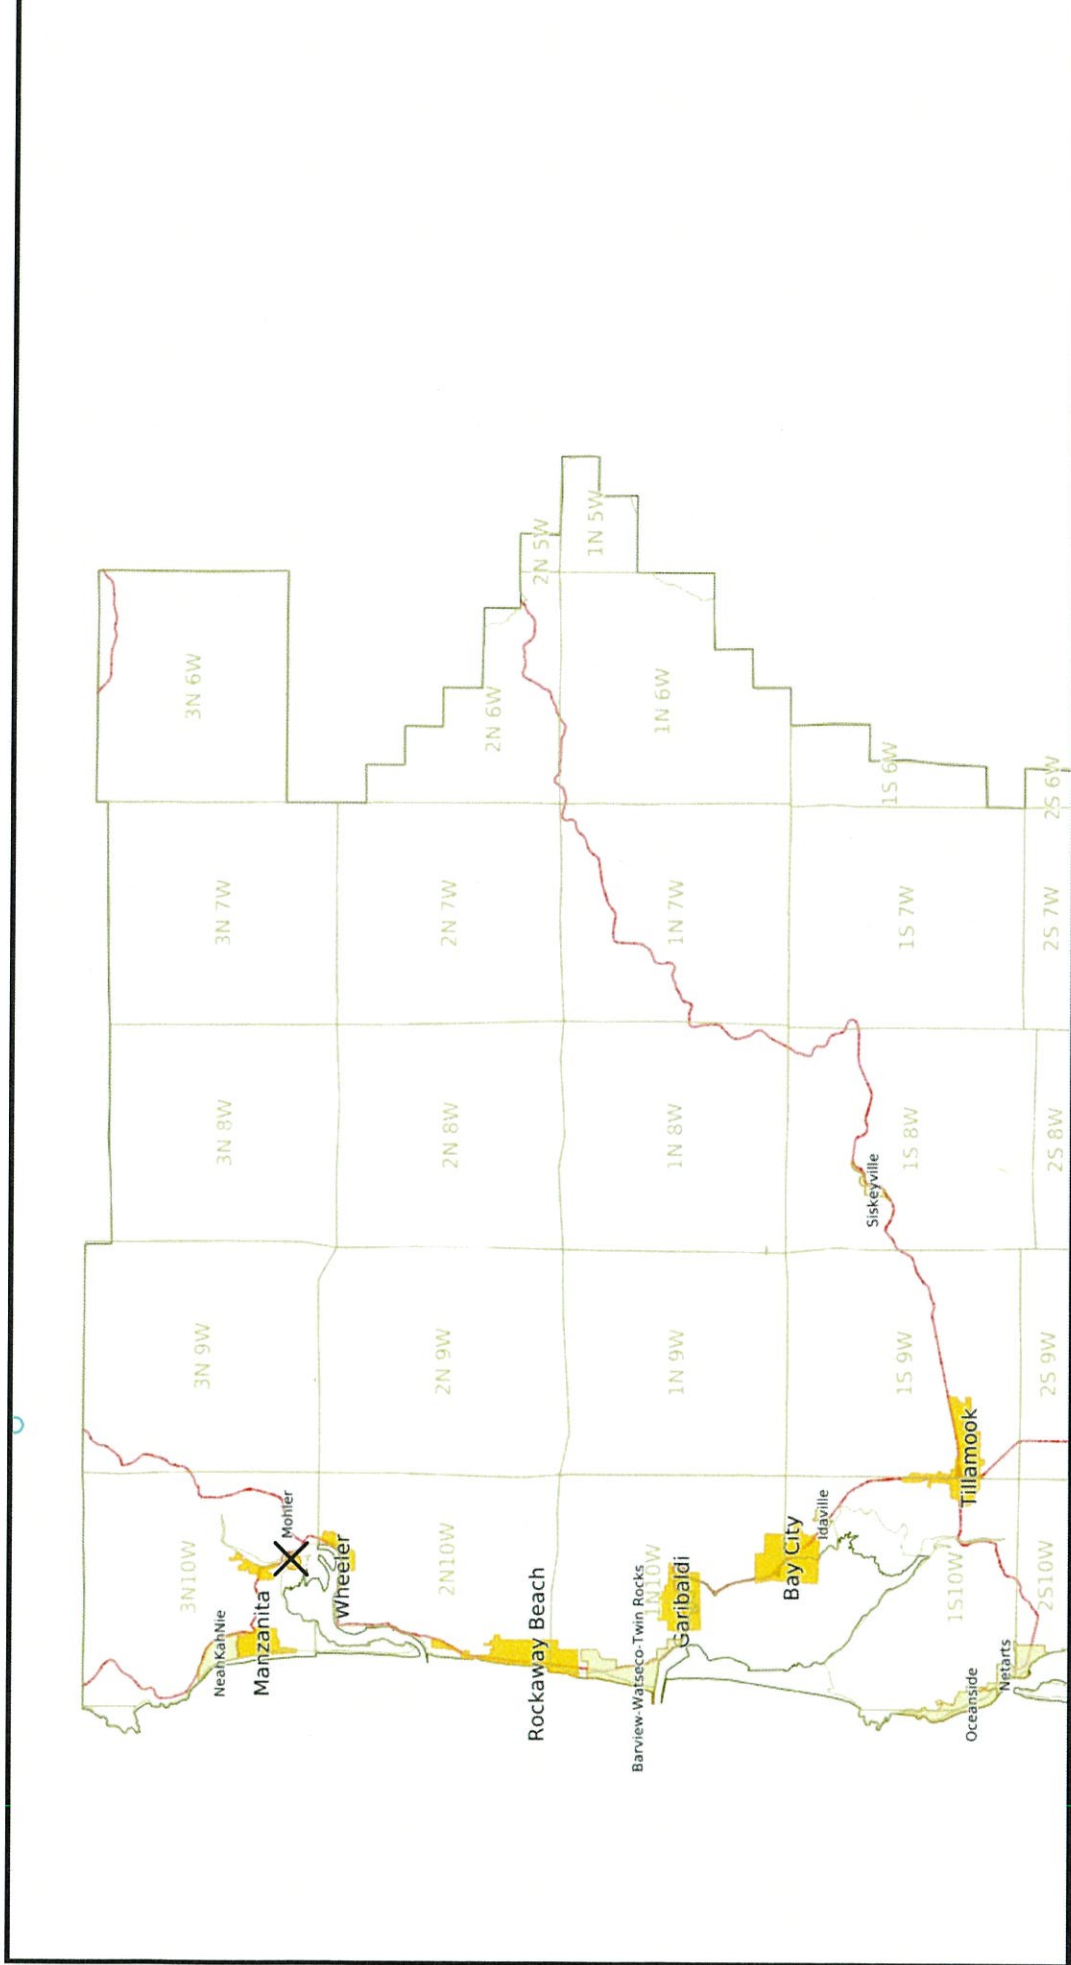 3N 6W
2N 5W
1N 5W
2N 6W
1N 6W
1S 6W
2S 6W
3N 7W
2N 7W
1N 7W
1S 7W
2S 7W
3N 8W
2N 8W
1N 8W
1S 8W
2S 8W
Siskeyville
3N 9W
2N 9W
1N 9W
1S 9W
2S 9W
Tillamook
Mohler
Idaville
3N10W
Wheeler
2N10W
Bay City
1N10W
Garibaldi
1S10W
2S10W
Manzanita
NeahKahNie
Rockaway Beach
Barview-Watseco-Twin Rocks
Netarts
Oceanside